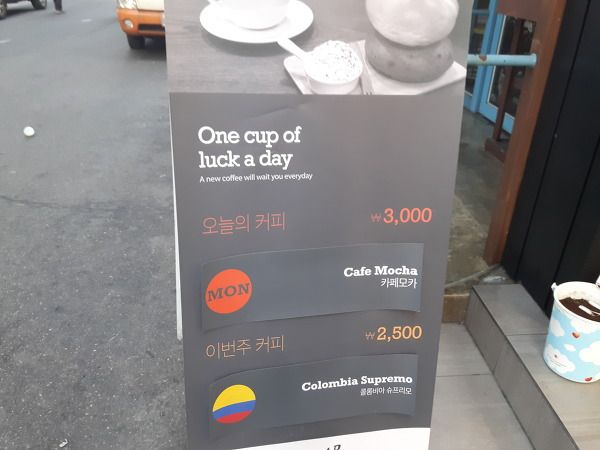 One cup of
luck a day
A new coffee will wait you everyday
오늘의 커피 ₩3,000
MON
Cafe Mocha
카페모카
이번주 커피 ₩2,500
Colombia Supremo
콜롬비아 슈프리모